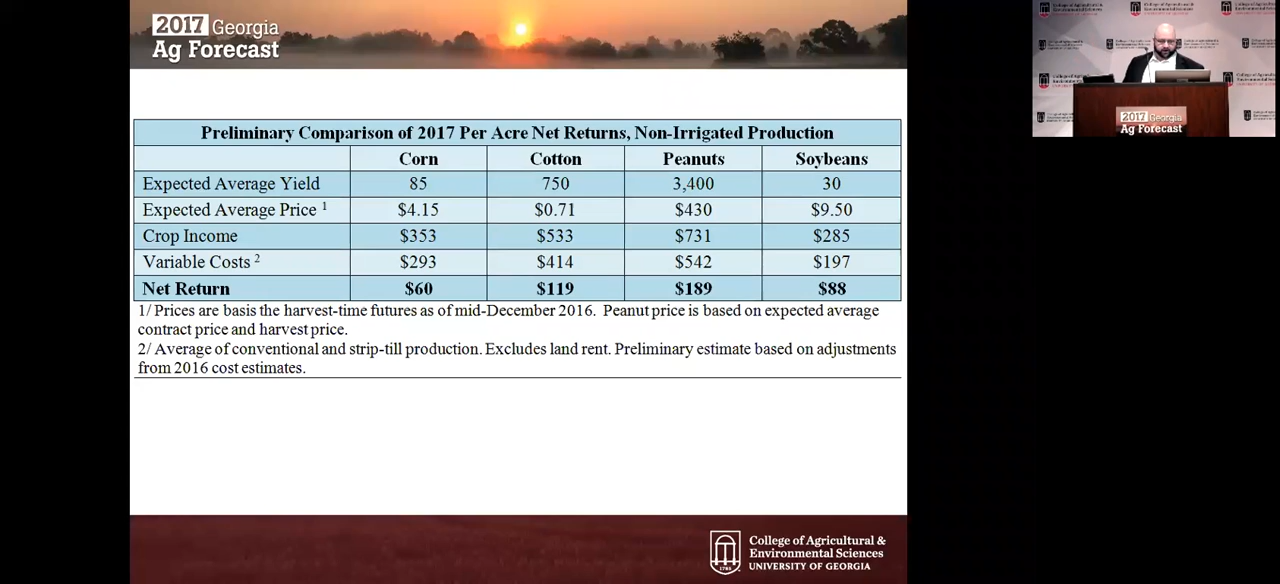 2017 Georgia
Ag Forecast
Preliminary Comparison of 2017 Per Acre Net Returns, Non-Irrigated Production
Corn Cotton Peanuts Soybeans
Expected Average Yield 85 750 3,400 30
Expected Average Price 1 $4.15 $0.71 $430 $9.50
Crop Income $353 $533 $731 $285
Variable Costs 2 $293 $414 $542 $197
Net Return $60 $119 $189 $88
1/ Prices are basis the harvest-time futures as of mid-December 2016. Peanut price is based on expected average
contract price and harvest price.
2/ Average of conventional and strip-till production. Excludes land rent. Preliminary estimate based on adjustments
from 2016 cost estimates.
1785
College of Agricultural &
Environmental Sciences
UNIVERSITY OF GEORGIA
2017 Georgia
Ag Forecast